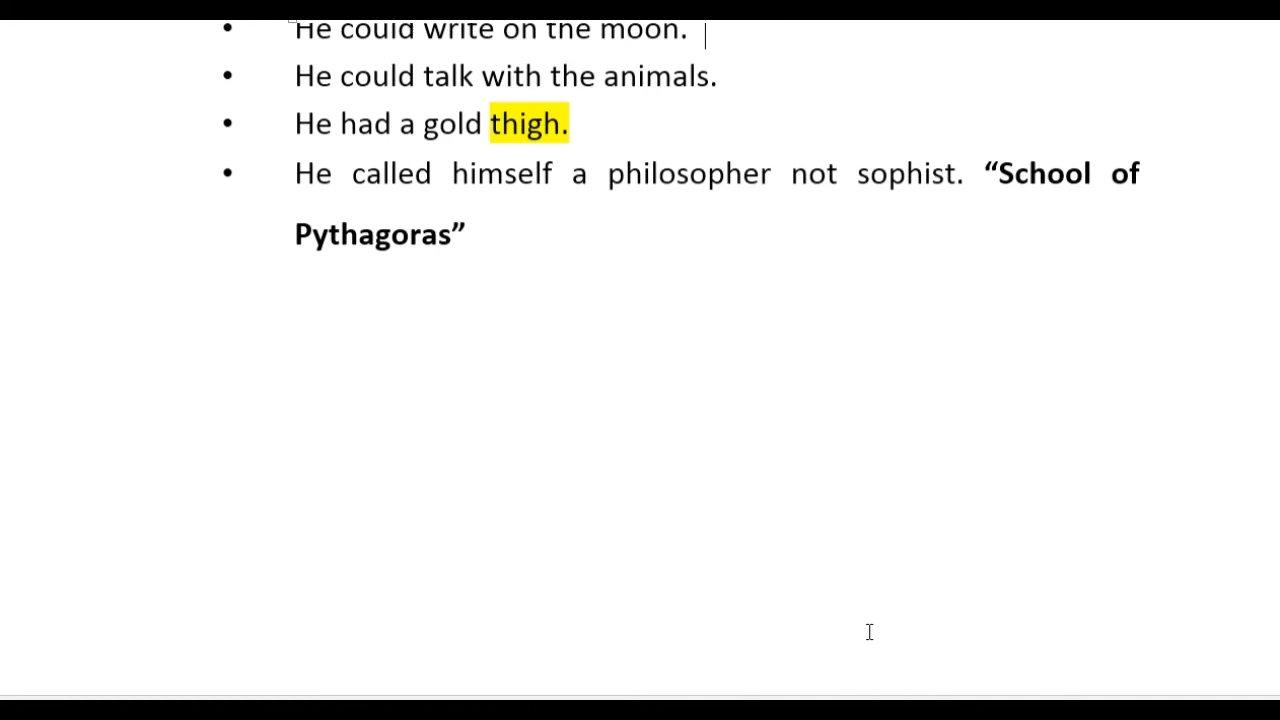 • He could write on the moon.
• He could talk with the animals.
• He had a gold thigh.
• He called himself a philosopher not sophist. “School of
Pythagoras”